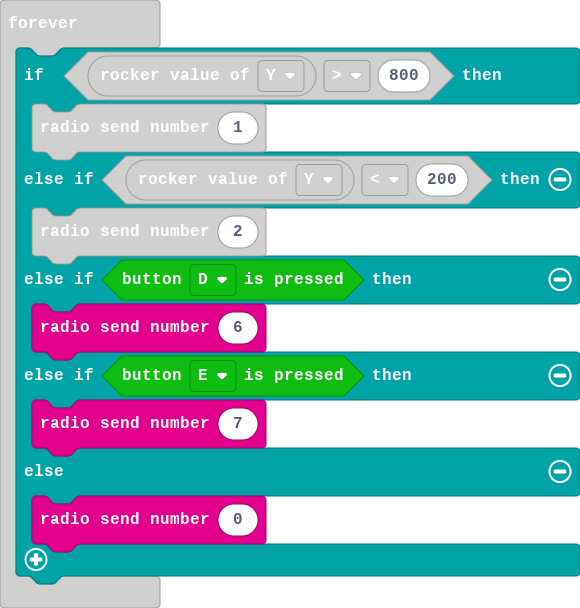 forever
if rocker value of Y > 800 then
radio send number 1
else if rocker value of Y < 200 then
radio send number 2
else if button D is pressed then
radio send number 6
else if button E is pressed then
radio send number 7
else
radio send number 0